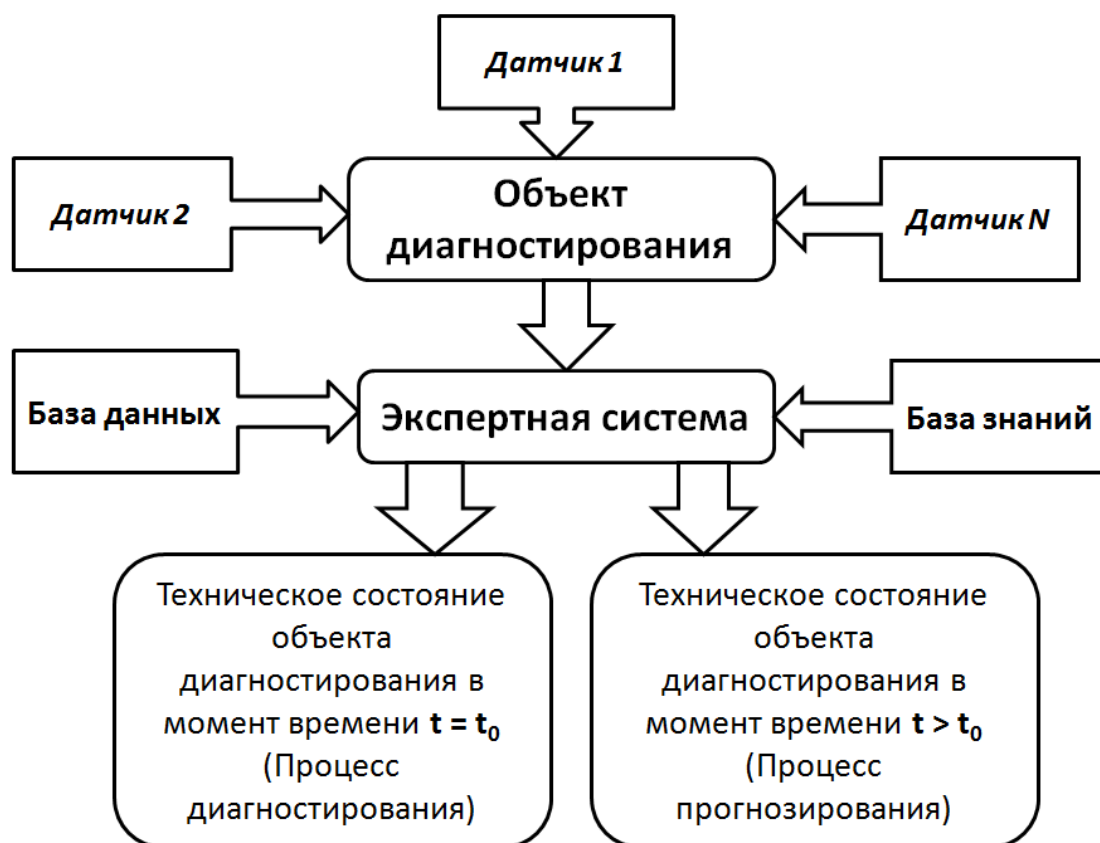 Датчик 1
Датчик 2
Объект
диагностирования
Датчик N
База данных
Экспертная система
База знаний
Техническое состояние
объекта
диагностирования в
момент времени t = t₀
(Процесс
диагностирования)
Техническое состояние
объекта
диагностирования в
момент времени t > t₀
(Процесс
прогнозирования)